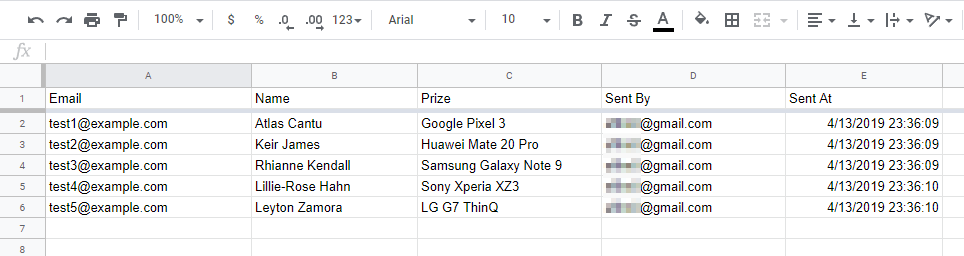 100% $ % .0 .00 123 Arial 10 B I S A
fx
A B C D E
1 Email Name Prize Sent By Sent At
2 test1@example.com Atlas Cantu Google Pixel 3 @gmail.com 4/13/2019 23:36:09
3 test2@example.com Keir James Huawei Mate 20 Pro @gmail.com 4/13/2019 23:36:09
4 test3@example.com Rhianne Kendall Samsung Galaxy Note 9 @gmail.com 4/13/2019 23:36:09
5 test4@example.com Lillie-Rose Hahn Sony Xperia XZ3 @gmail.com 4/13/2019 23:36:10
6 test5@example.com Leyton Zamora LG G7 ThinQ @gmail.com 4/13/2019 23:36:10
7
8